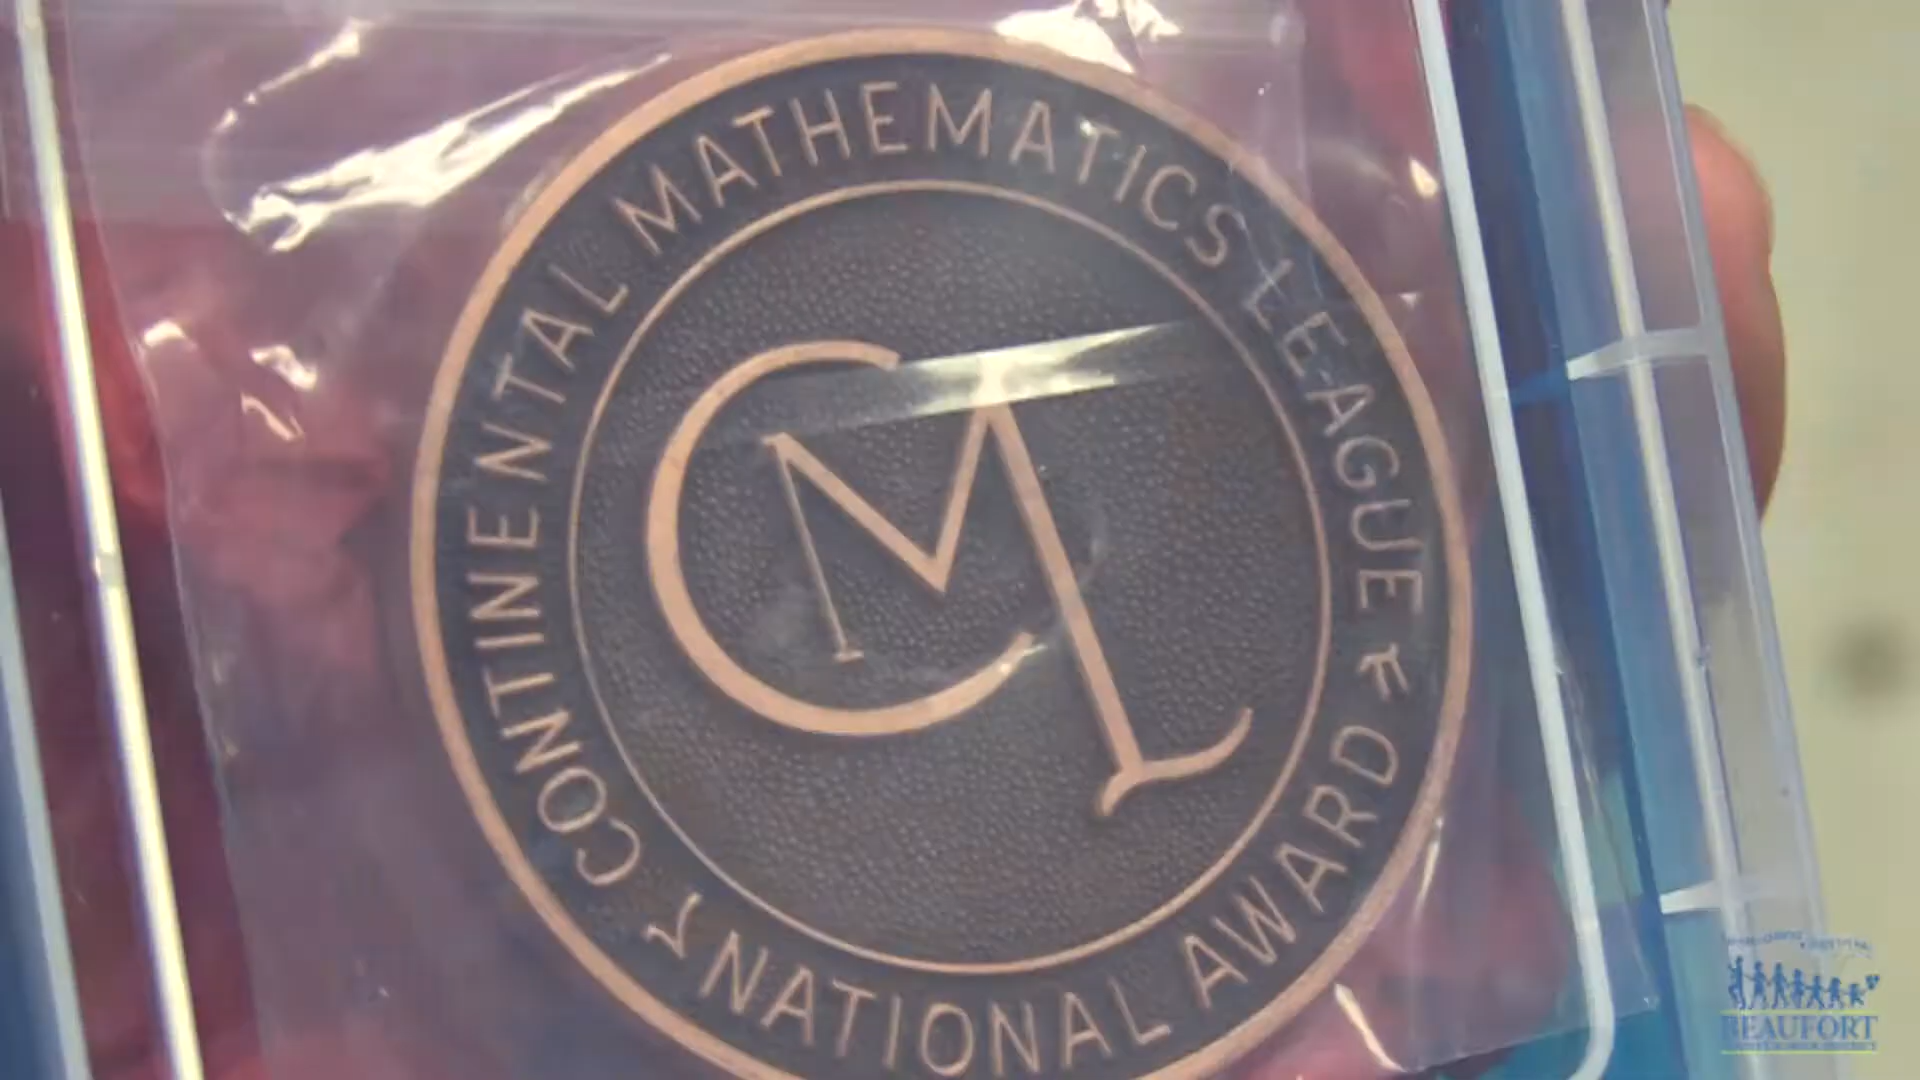 CONTINENTAL MATHEMATICS LEAGUE
NATIONAL AWARD
CML
BEAUFORT